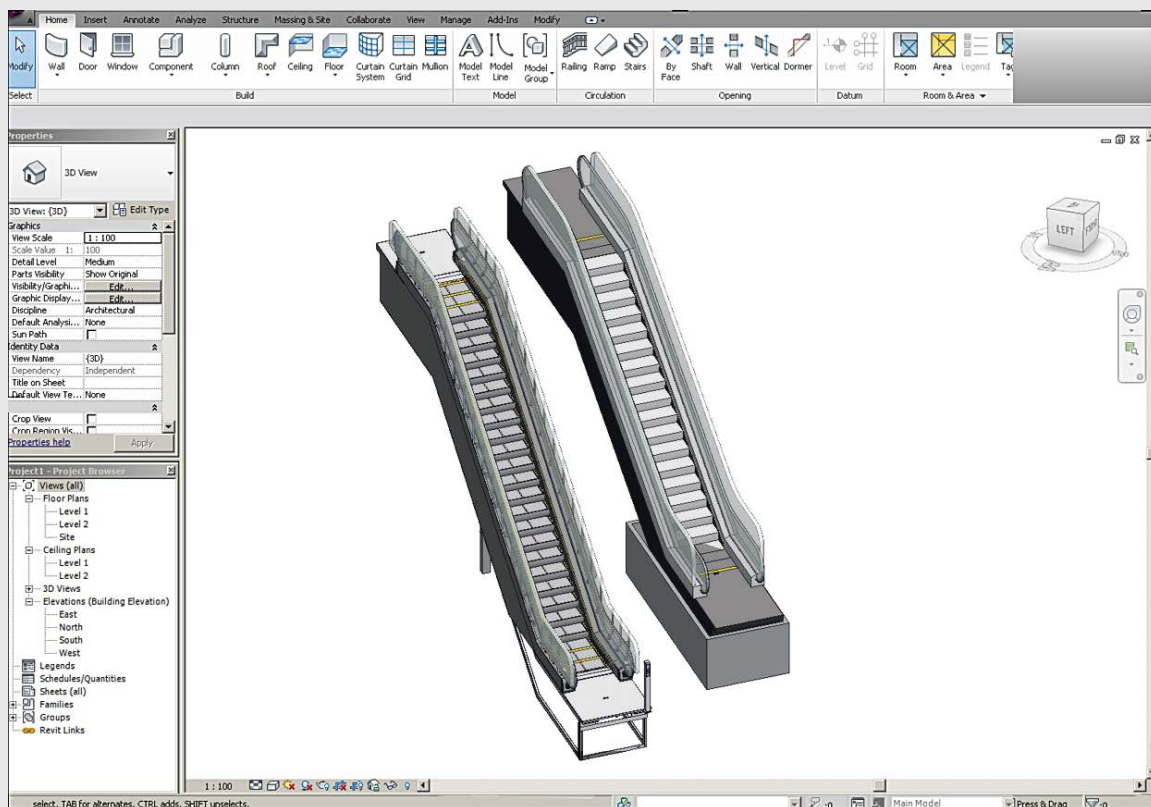 Home Insert Annotate Analyze Structure Massing & Site Collaborate View Manage Add-Ins Modify
Modify Wall Door Window Component Column Roof Ceiling Floor Curtain System Curtain Grid Mullion Model Text Model Line Model Group Railing Ramp Stairs By Face Shaft Wall Vertical Dormer Level Grid Room Area Legend Tag
Select Build Model Circulation Opening Datum Room & Area
Properties
3D View
3D View: {3D} Edit Type
Graphics
View Scale 1 : 100
Scale Value 1: 100
Detail Level Medium
Parts Visibility Show Original
Visibility/Graphi... Edit...
Graphic Display... Edit...
Discipline Architectural
Default Analysi... None
Sun Path
Identity Data
View Name {3D}
Dependency Independent
Title on Sheet
Default View Te... None
Crop View
Crop Region Vis...
Properties help Apply
Project1 - Project Browser
Views (all)
Floor Plans
Level 1
Level 2
Site
Ceiling Plans
Level 1
Level 2
3D Views
Elevations (Building Elevation)
East
North
South
West
Legends
Schedules/Quantities
Sheets (all)
Families
Groups
Revit Links
LEFT
1 : 100
select, TAB for alternates, CTRL adds, SHIFT unselects. :0 Main Model Press & Drag :0